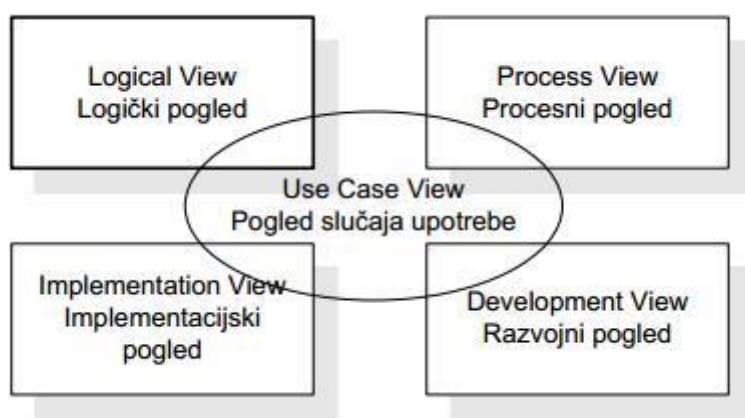 Logical View
Logički pogled
Process View
Procesni pogled
Use Case View
Pogled slučaja upotrebe
Implementation View
Implementacijski
pogled
Development View
Razvojni pogled